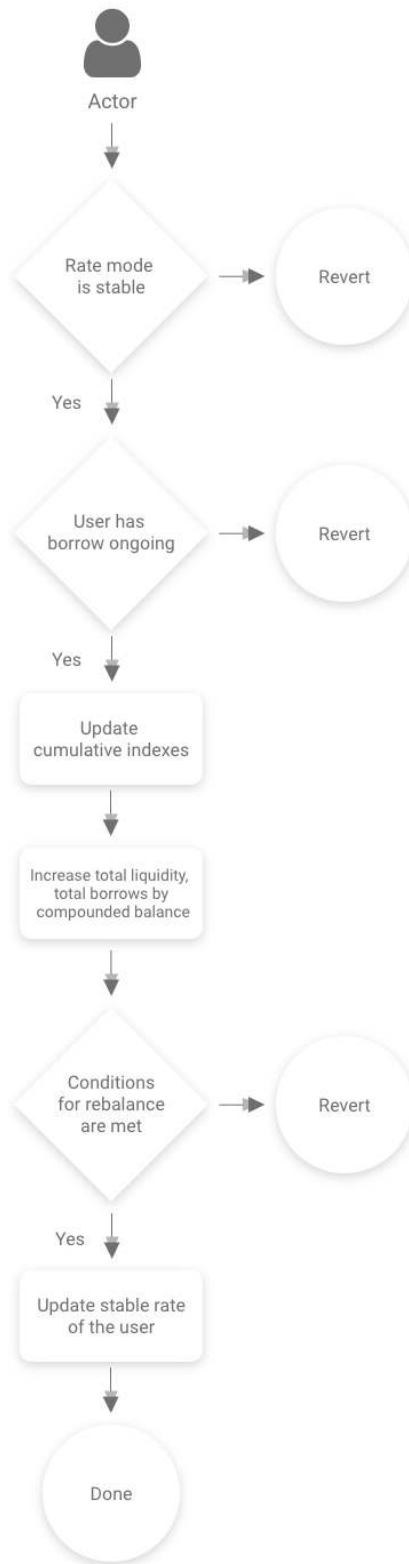 Actor
Rate mode
is stable
Revert
Yes
User has
borrow ongoing
Revert
Yes
Update
cumulative indexes
Increase total liquidity,
total borrows by
compounded balance
Conditions
for rebalance
are met
Revert
Yes
Update stable rate
of the user
Done